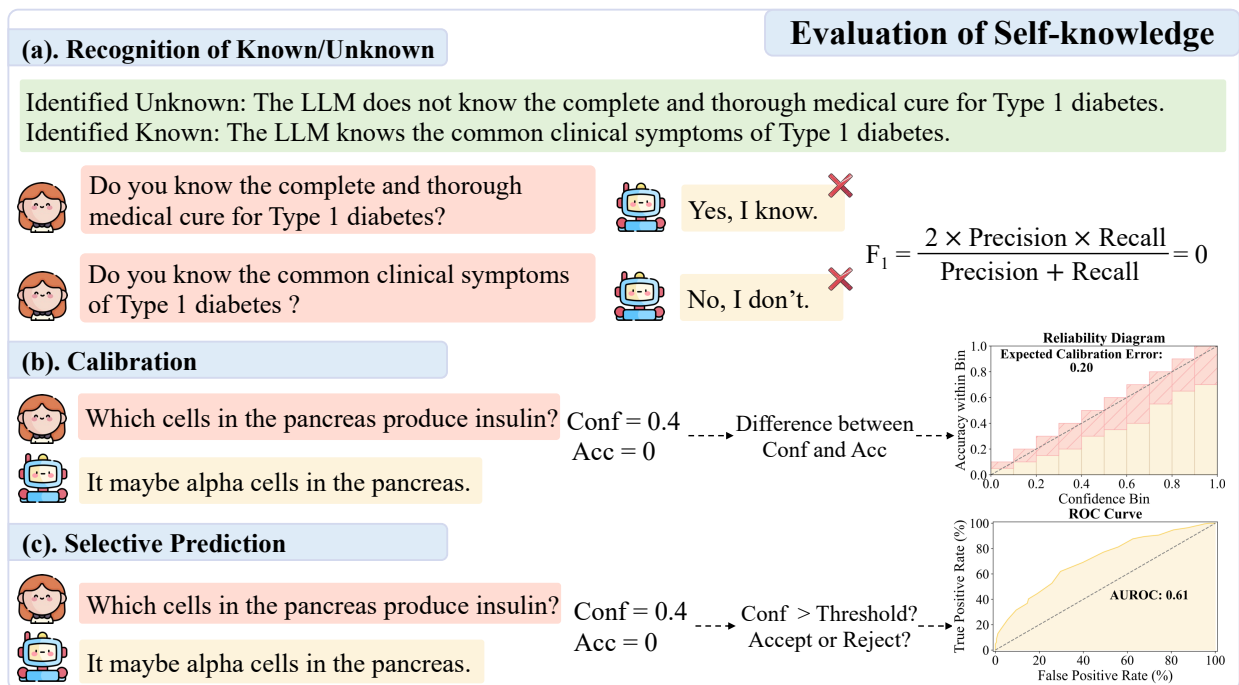 Evaluation of Self-knowledge
(a). Recognition of Known/Unknown
Identified Unknown: The LLM does not know the complete and thorough medical cure for Type 1 diabetes.
Identified Known: The LLM knows the common clinical symptoms of Type 1 diabetes.
Do you know the complete and thorough
medical cure for Type 1 diabetes?
Yes, I know.
Do you know the common clinical symptoms
of Type 1 diabetes ?
No, I don't.
F₁ = 2 × Precision × Recall / Precision + Recall = 0
(b). Calibration
Which cells in the pancreas produce insulin?
It maybe alpha cells in the pancreas.
Conf = 0.4
Acc = 0
Difference between
Conf and Acc
Reliability Diagram
Expected Calibration Error:
0.20
Accuracy within Bin
1.0
0.8
0.6
0.4
0.2
0.0
0.0 0.2 0.4 0.6 0.8 1.0
Confidence Bin
(c). Selective Prediction
Which cells in the pancreas produce insulin?
It maybe alpha cells in the pancreas.
Conf = 0.4
Acc = 0
Conf > Threshold?
Accept or Reject?
ROC Curve
True Positive Rate (%)
100
80
60
40
20
0
AUROC: 0.61
0 20 40 60 80 100
False Positive Rate (%)